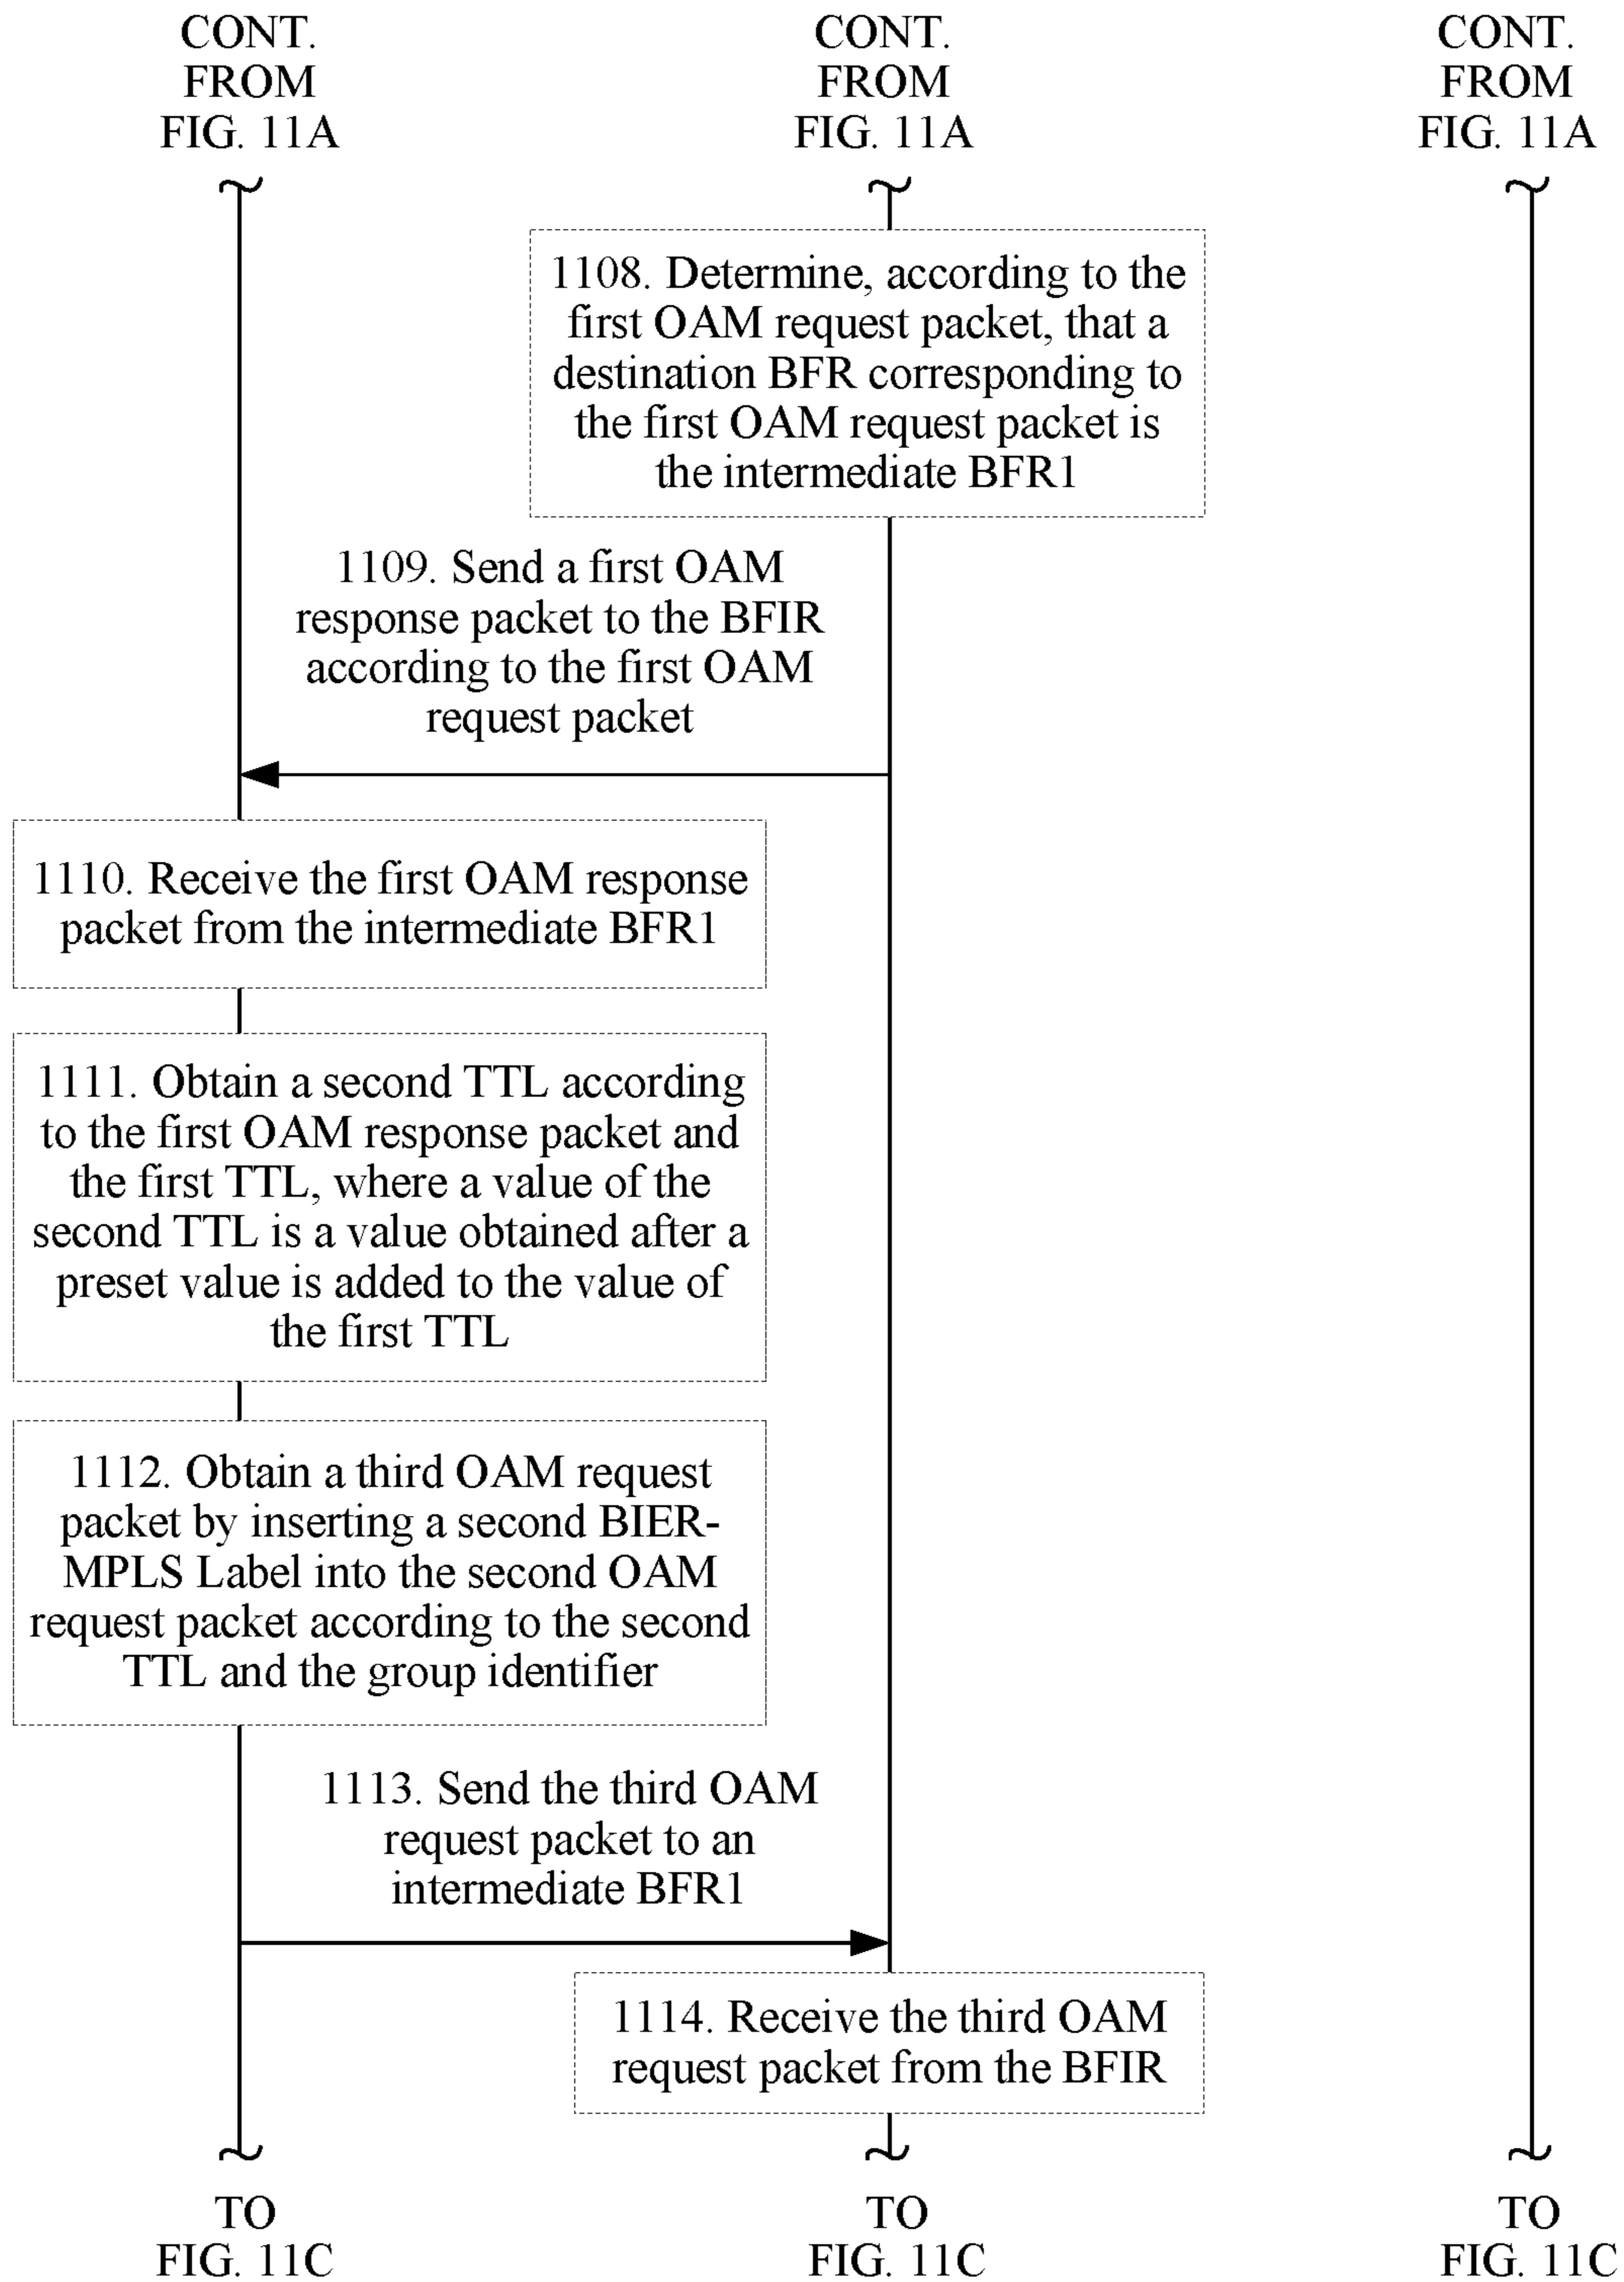 CONT.
FROM
FIG. 11A
CONT.
FROM
FIG. 11A
CONT.
FROM
FIG. 11A
1108. Determine, according to the
first OAM request packet, that a
destination BFR corresponding to
the first OAM request packet is
the intermediate BFR1
1109. Send a first OAM
response packet to the BFIR
according to the first OAM
request packet
1110. Receive the first OAM response
packet from the intermediate BFR1
1111. Obtain a second TTL according
to the first OAM response packet and
the first TTL, where a value of the
second TTL is a value obtained after a
preset value is added to the value of
the first TTL
1112. Obtain a third OAM request
packet by inserting a second BIER-
MPLS Label into the second OAM
request packet according to the second
TTL and the group identifier
1113. Send the third OAM
request packet to an
intermediate BFR1
1114. Receive the third OAM
request packet from the BFIR
TO
FIG. 11C
TO
FIG. 11C
TO
FIG. 11C